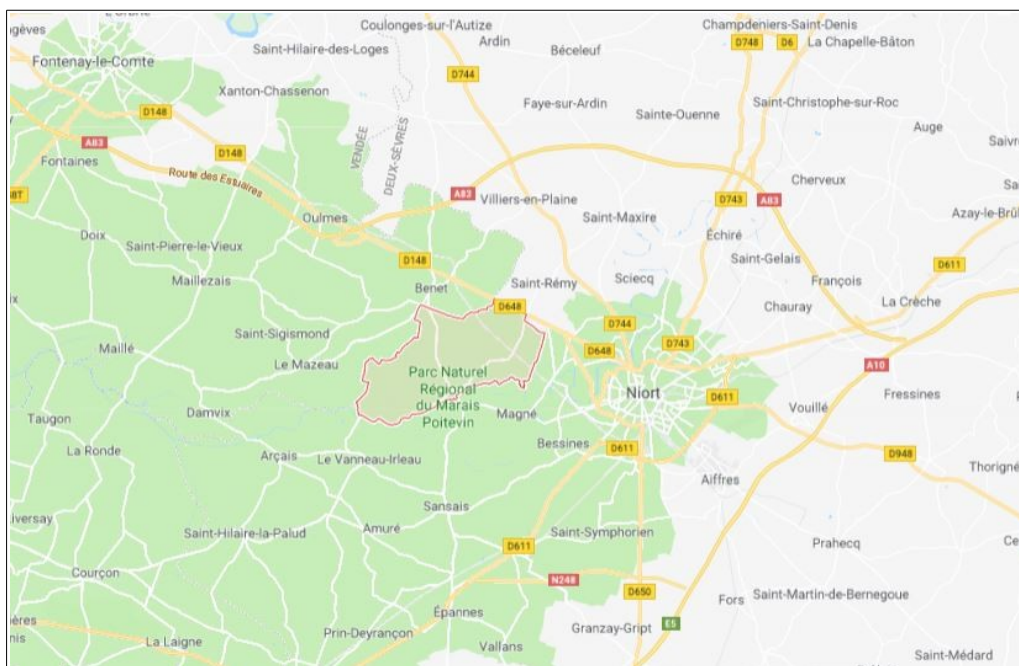 Coulonges-sur-l'Autize
Ardin
Champdeniers-Saint-Denis
D748
D6
La Chapelle-Bâton
Saint-Hilaire-des-Loges
Béceleuf
Fontenay-le-Comte
D744
Xanton-Chassenon
Faye-sur-Ardin
Sainte-Ouenne
Saint-Christophe-sur-Roc
D148
Auge
A83
D148
VENDÉE
DEUX-SÈVRES
Fontaines
Route des Estuaires
A83
Villiers-en-Plaine
Cherveux
D743
A83
Oulmes
Saint-Maxire
Azay-le-Brûl
Doix
Échiré
Saint-Pierre-le-Vieux
D148
Saint-Gelais
D611
Maillezais
Benet
Saint-Rémy
Sciecq
François
D648
Chauray
La Crèche
Saint-Sigismond
D744
D743
Maillé
Le Mazeau
D648
A10
Parc Naturel
Régional
du Marais
Poitevin
Niort
D611
Fressines
Taugon
Damvix
Magné
Vouillé
La Ronde
Arçais
Le Vanneau-Irleau
Bessines
D611
D948
Thorigné
Aiffres
Sansais
Saint-Hilaire-la-Palud
Amuré
Saint-Symphorien
D611
Prahecq
Courçon
N248
D650
Épannes
Fors
Saint-Martin-de-Bernegoue
E5
Granzay-Gript
La Laigne
Prin-Deyrançon
Vallans
Saint-Médard